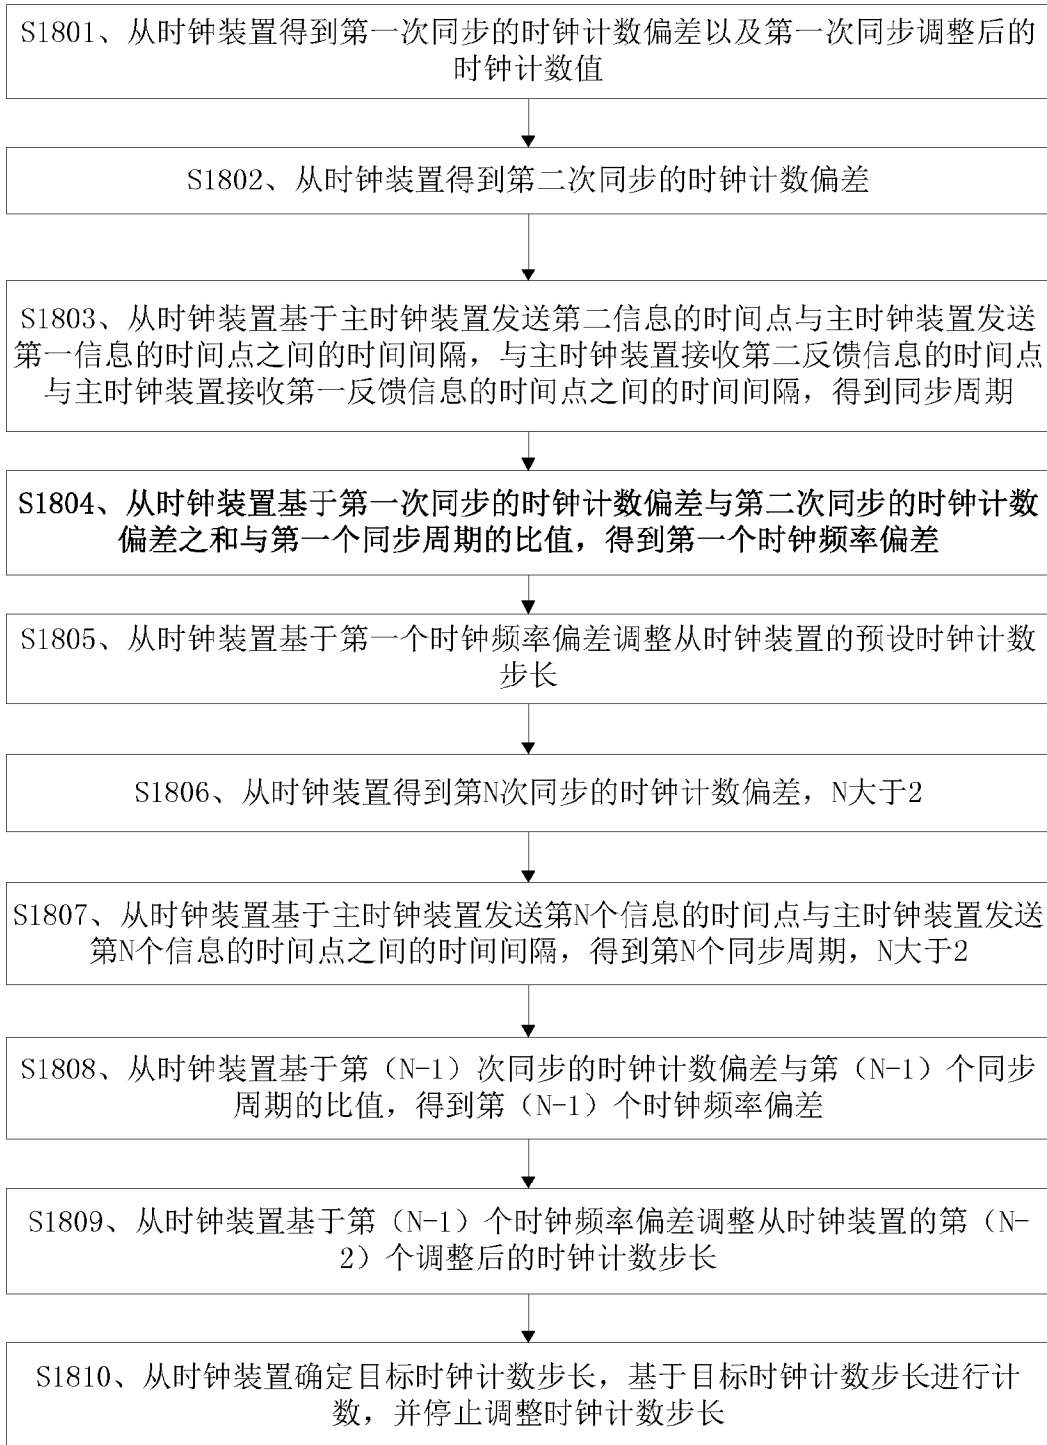 S1801、从时钟装置得到第一次同步的时钟计数偏差以及第一次同步调整后的
时钟计数值
S1802、从时钟装置得到第二次同步的时钟计数偏差
S1803、从时钟装置基于主时钟装置发送第二信息的时间点与主时钟装置发送
第一信息的时间点之间的时间间隔，与主时钟装置接收第二反馈信息的时间点
与主时钟装置接收第一反馈信息的时间点之间的时间间隔，得到同步周期
S1804、从时钟装置基于第一次同步的时钟计数偏差与第二次同步的时钟计数
偏差之和与第一个同步周期的比值，得到第一个时钟频率偏差
S1805、从时钟装置基于第一个时钟频率偏差调整从时钟装置的预设时钟计数
步长
S1806、从时钟装置得到第N次同步的时钟计数偏差，N大于2
S1807、从时钟装置基于主时钟装置发送第N个信息的时间点与主时钟装置发送
第N个信息的时间点之间的时间间隔，得到第N个同步周期，N大于2
S1808、从时钟装置基于第（N-1）次同步的时钟计数偏差与第（N-1）个同步
周期的比值，得到第（N-1）个时钟频率偏差
S1809、从时钟装置基于第（N-1）个时钟频率偏差调整从时钟装置的第（N-
2）个调整后的时钟计数步长
S1810、从时钟装置确定目标时钟计数步长，基于目标时钟计数步长进行计
数，并停止调整时钟计数步长